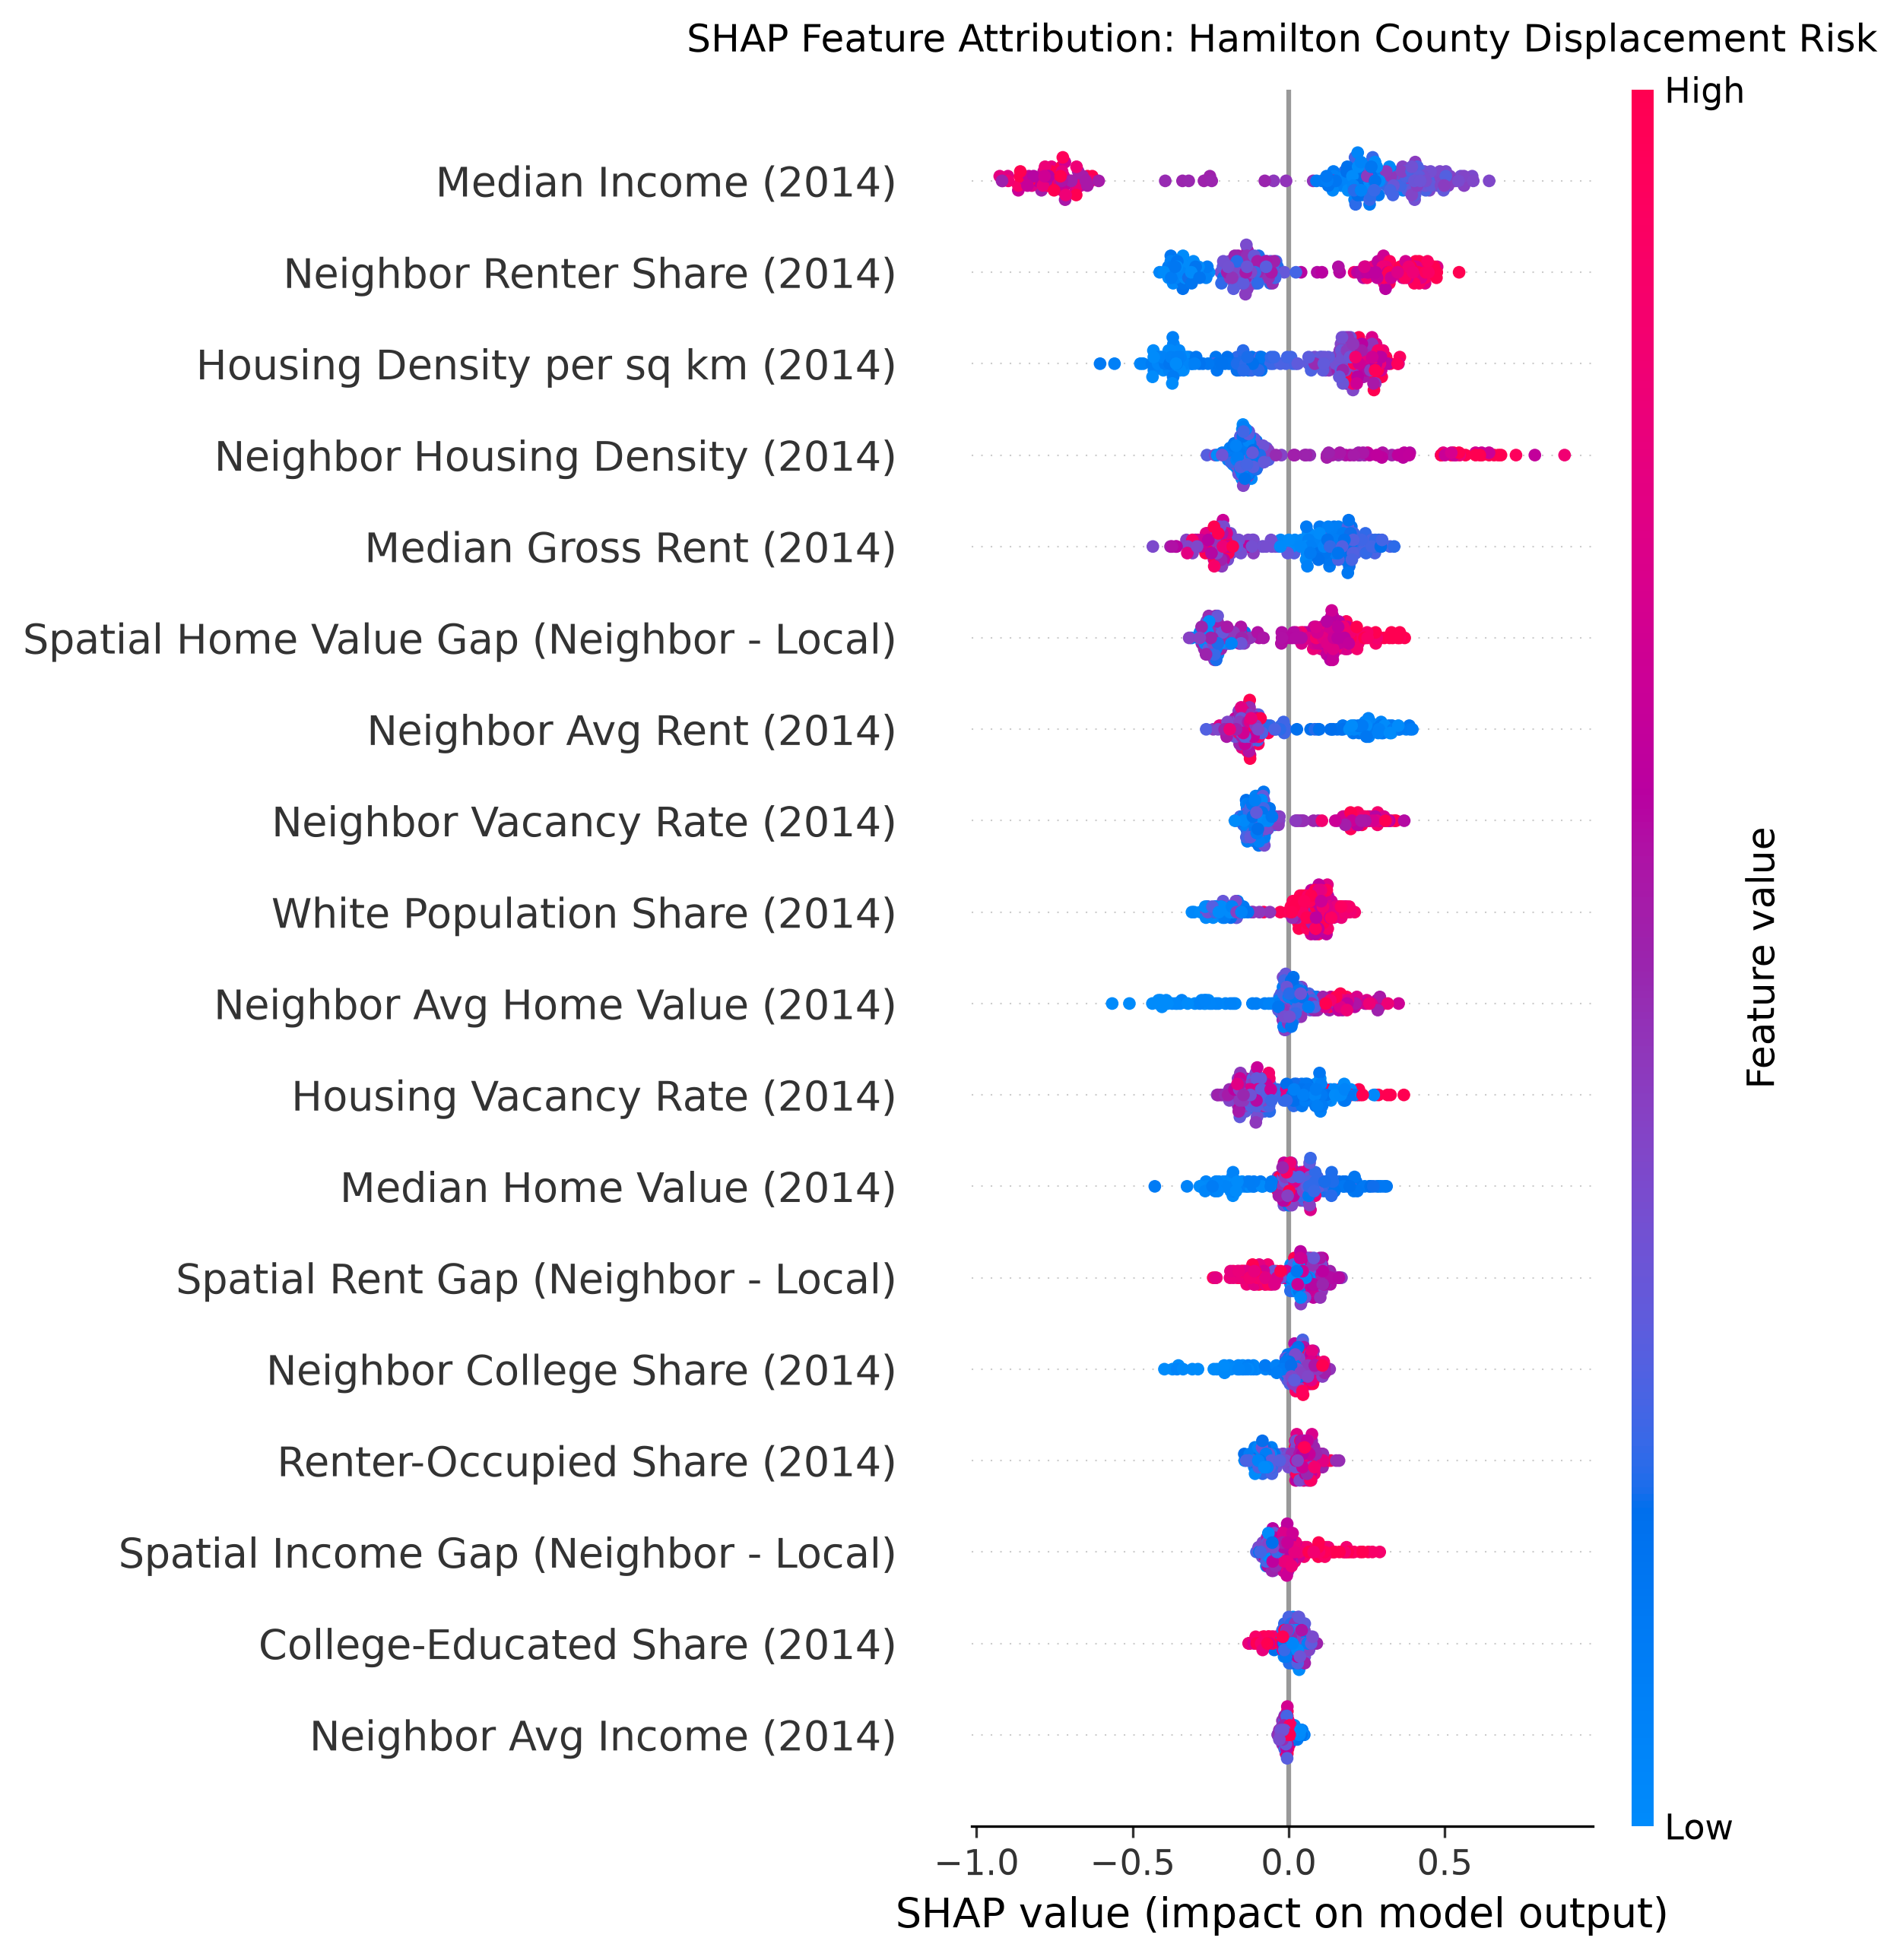 SHAP Feature Attribution: Hamilton County Displacement Risk
High
Median Income (2014)
Neighbor Renter Share (2014)
Housing Density per sq km (2014)
Neighbor Housing Density (2014)
Median Gross Rent (2014)
Spatial Home Value Gap (Neighbor - Local)
Neighbor Avg Rent (2014)
Neighbor Vacancy Rate (2014)
White Population Share (2014)
Neighbor Avg Home Value (2014)
Housing Vacancy Rate (2014)
Median Home Value (2014)
Spatial Rent Gap (Neighbor - Local)
Neighbor College Share (2014)
Renter-Occupied Share (2014)
Spatial Income Gap (Neighbor - Local)
College-Educated Share (2014)
Neighbor Avg Income (2014)
Feature value
Low
−1.0 −0.5 0.0 0.5
SHAP value (impact on model output)